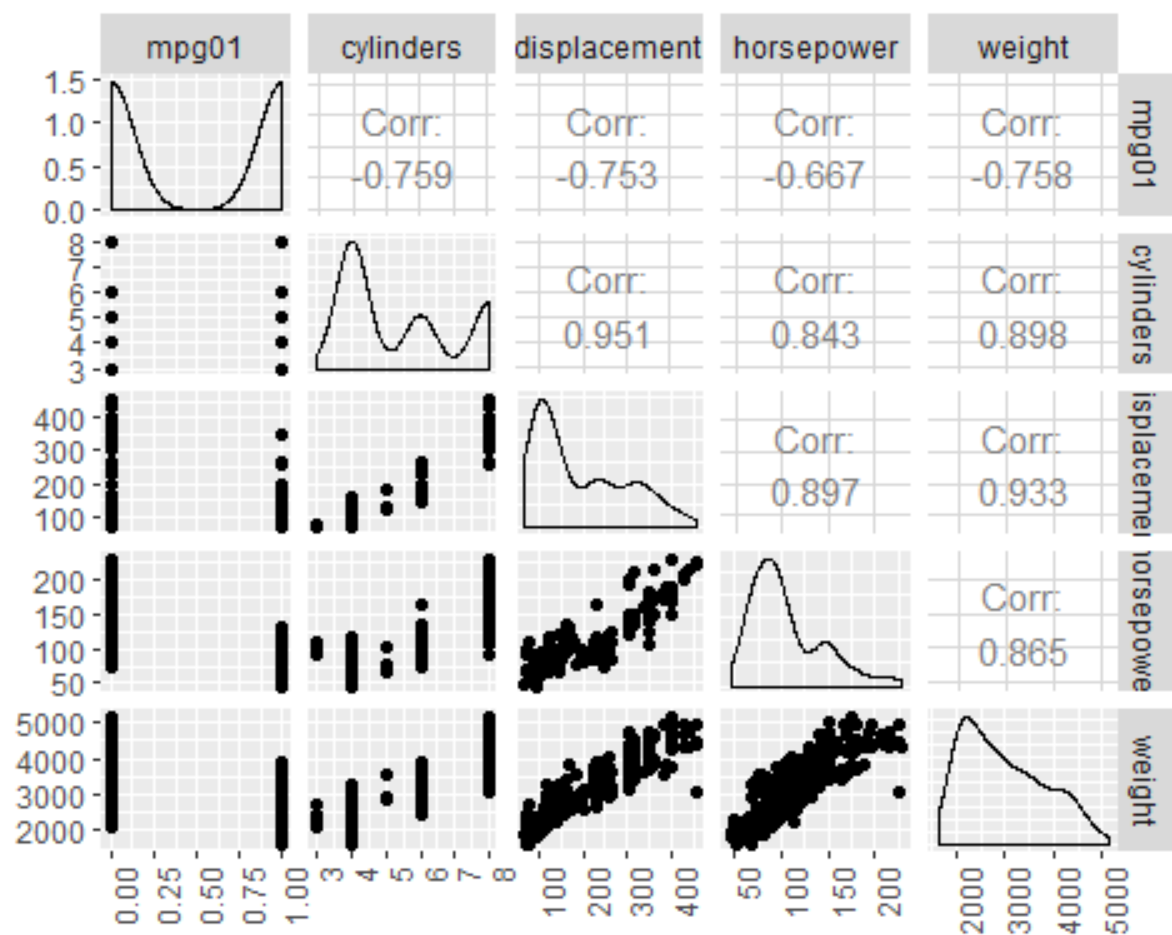 mpg01 cylinders displacement horsepower weight
1.5
1.0
0.5
0.0
Corr:
-0.759
Corr:
-0.753
Corr:
-0.667
Corr:
-0.758
mpg01
8
7
6
5
4
3
Corr:
0.951
Corr:
0.843
Corr:
0.898
cylinders
400
300
200
100
Corr:
0.897
Corr:
0.933
isplacemer
200
150
100
50
Corr:
0.865
horsepowe
5000
4000
3000
2000
weight
0.00 0.25 0.50 0.75 1.00 3 4 5 6 7 8 100 200 300 400 50 100 150 200 2000 3000 4000 5000